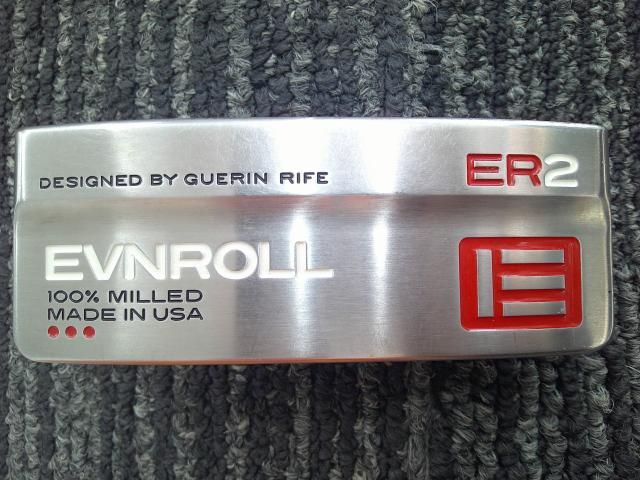 DESIGNED BY GUERIN RIFE
ER2
EVNROLL
100% MILLED
MADE IN USA